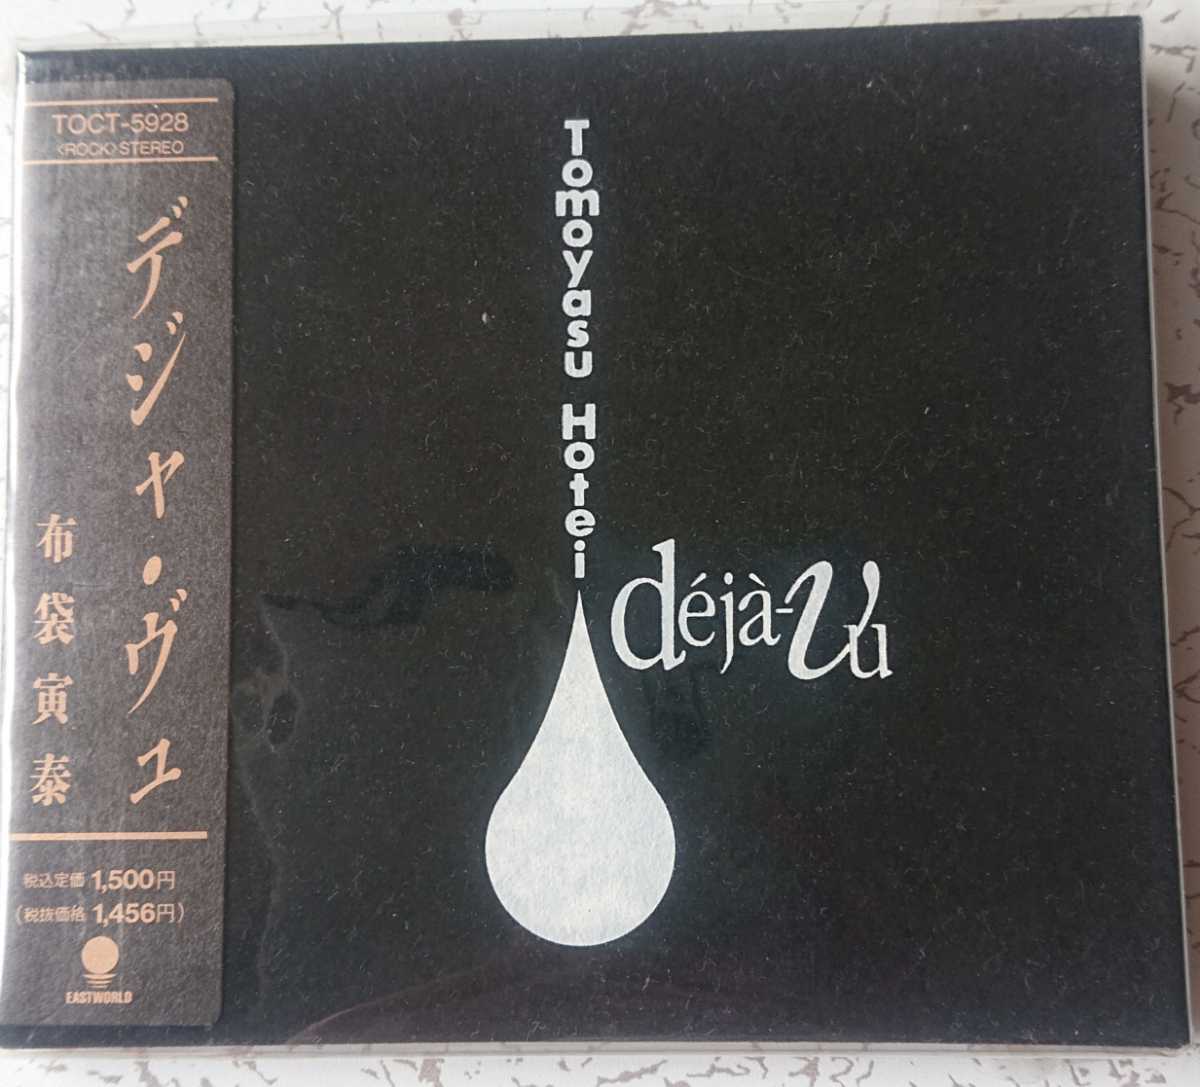 TOCT-5928
〈ROCK〉STEREO
デジャ・ヴュ
布袋寅泰
税込定価 1,500円
(税抜価格 1,456円)
EASTWORLD
Tomoyasu Hotei
déjà-Vu